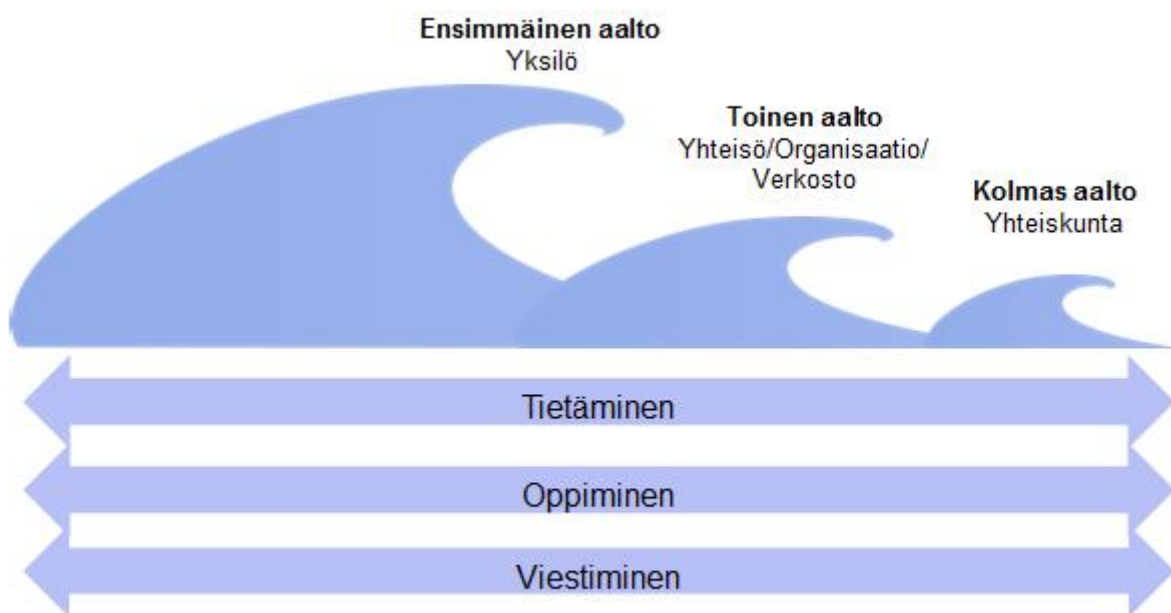 Ensimmäinen aalto
Yksilö
Toinen aalto
Yhteisö/Organisaatio/
Verkosto
Kolmas aalto
Yhteiskunta
Tietäminen
Oppiminen
Viestiminen